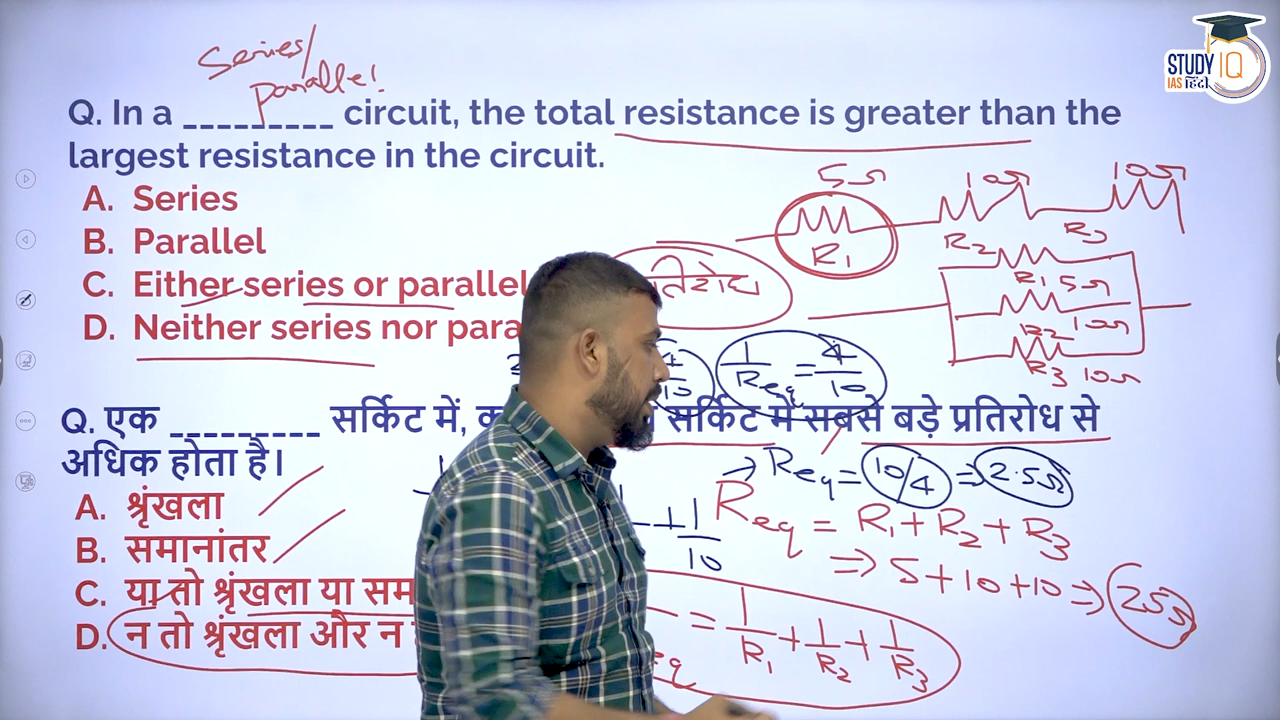 Series/
parallel
STUDY IQ
IAS हिंदी
Q. In a _________ circuit, the total resistance is greater than the
largest resistance in the circuit.
A. Series
B. Parallel
C. Either series or parallel
D. Neither series nor para
5Ω
10Ω
10Ω
R1
R2
R3
R1 5Ω
R2 10Ω
R3 10Ω
1/Req = 4/10
Q. एक _________ सर्किट में, सर्किट में सबसे बड़े प्रतिरोध से
अधिक होता है।
A. श्रृंखला
B. समानांतर
C. या तो श्रृंखला या सम
D. न तो श्रृंखला और न
→ Req = 10/4 ⇒ 2.5Ω
+ 1/10
Req = R1 + R2 + R3
⇒ 5 + 10 + 10 ⇒ 25Ω
= 1/R1 + 1/R2 + 1/R3